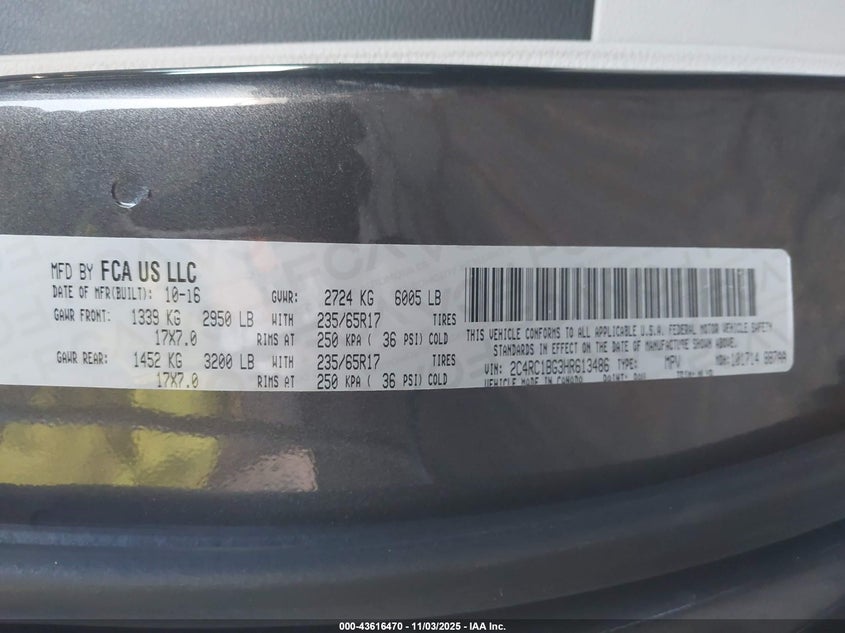 MFD BY FCA US LLC
DATE OF MFR(BUILT): 10-16 GVWR: 2724 KG 6005 LB
GAWR FRONT: 1339 KG 2950 LB WITH 235/65R17 TIRES
17X7.0 RIMS AT 250 KPA ( 36 PSI) COLD
GAWR REAR: 1452 KG 3200 LB WITH 235/65R17 TIRES
17X7.0 RIMS AT 250 KPA ( 36 PSI) COLD
THIS VEHICLE CONFORMS TO ALL APPLICABLE U.S.A. FEDERAL MOTOR VEHICLE SAFETY
STANDARDS IN EFFECT ON THE DATE OF MANUFACTURE SHOWN ABOVE.
VIN: 2C4RC1BG3HR613486 TYPE: MPV MDH: 101714
VEHICLE MADE IN CANADA PAINT:
000-43616470 - 11/03/2025 - IAA Inc.